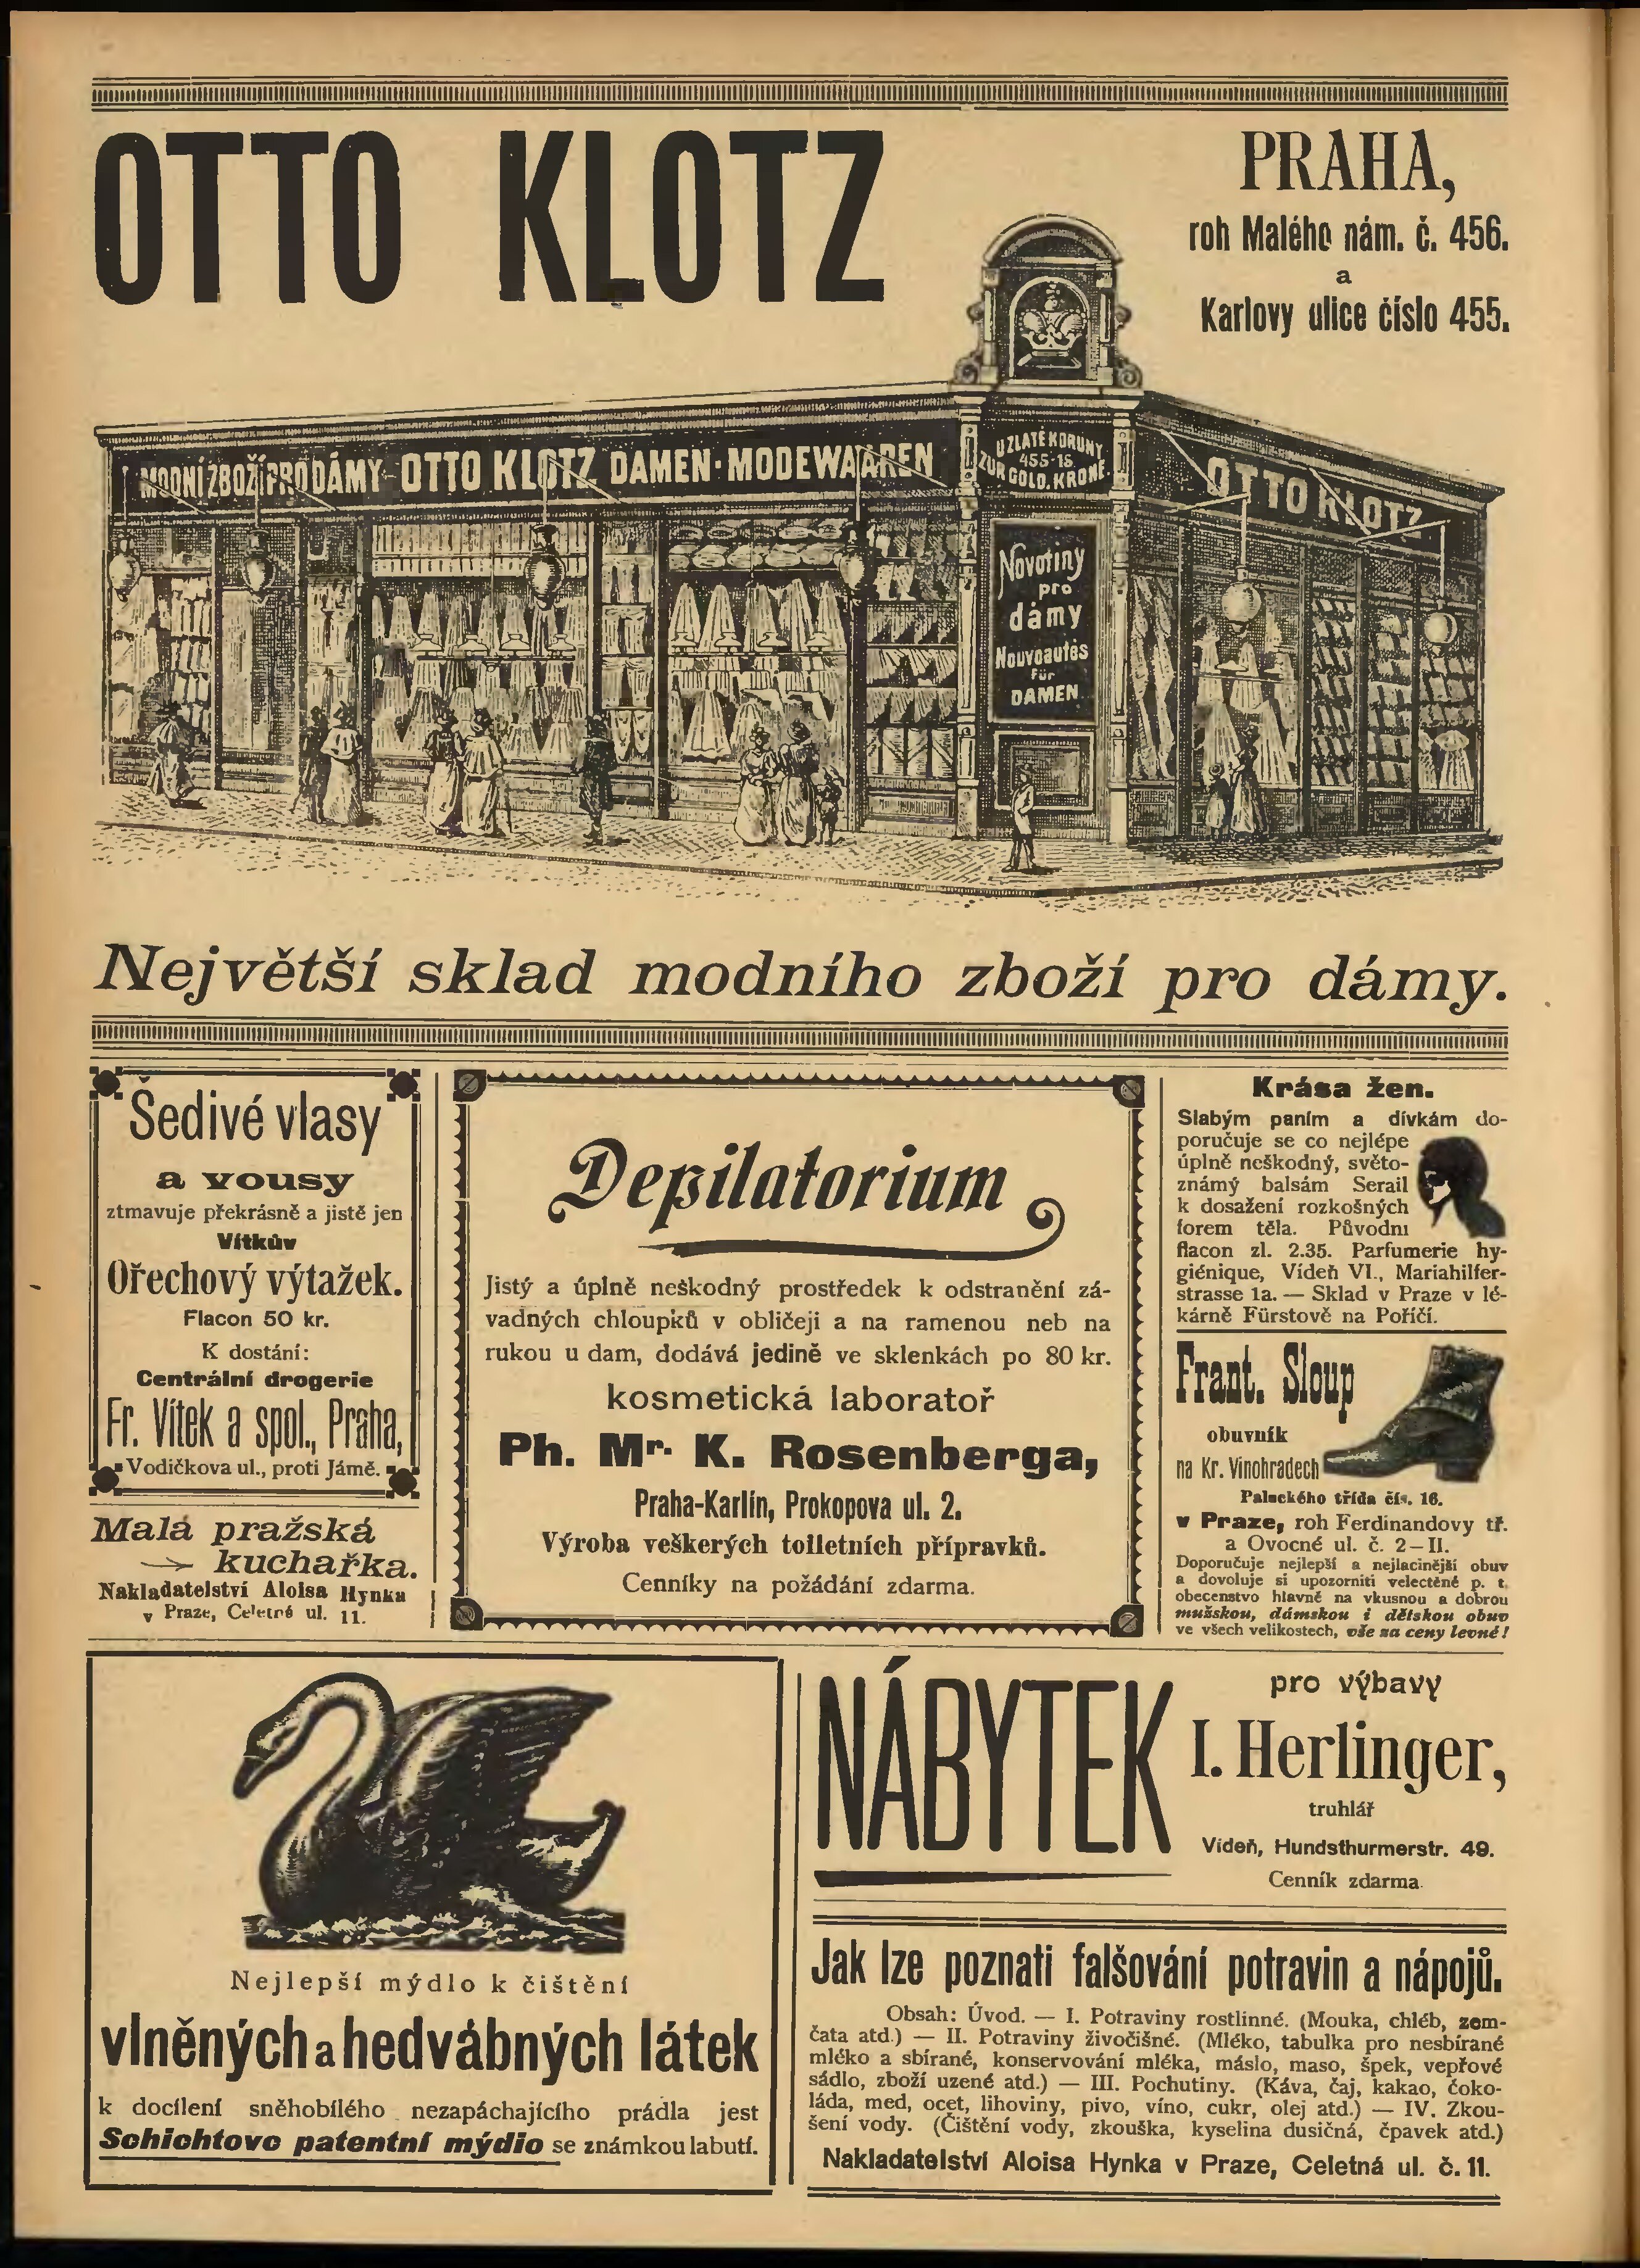 OTTO KLOTZ
PRAHA,
roh Malého nám. č. 456.
a
Karlovy ulice číslo 455.
MODNÍ ZBOŽÍ PRO DÁMY - OTTO KLOTZ DAMEN-MODEWAAREN
U ZLATÉ KORUNY
455-15
ZUR GOLD. KRONE.
OTTO KLOTZ
Novotiny
pro
dámy
Nouveautés
für
DAMEN
Největší sklad modního zboží pro dámy.
Šedivé vlasy
a vousy
ztmavuje překrásně a jistě jen
Vítkův
Ořechový výtažek.
Flacon 50 kr.
K dostání:
Centrální drogerie
Fr. Vítek a spol., Praha,
Vodičkova ul., proti Jámě.
Malá pražská
kuchařka.
Nakladatelství Aloisa Hynka
v Praze, Celetné ul. 11.
Depilatorium
Jistý a úplně neškodný prostředek k odstranění zá-
vadných chloupků v obličeji a na ramenou neb na
rukou u dam, dodává jedině ve sklenkách po 80 kr.
kosmetická laboratoř
Ph. Mr. K. Rosenberga,
Praha-Karlín, Prokopova ul. 2.
Výroba veškerých toiletních přípravků.
Cenníky na požádání zdarma.
Krása žen.
Slabým paním a dívkám do-
poručuje se co nejlépe
úplně neškodný, světo-
známý balsám Serail
k dosažení rozkošných
forem těla. Původní
flacon zl. 2.35. Parfumerie hy-
giénique, Vídeň VI., Mariahilfer-
strasse 1a. — Sklad v Praze v lé-
kárně Fürstově na Poříčí.
Frant. Sloup
obuvník
na Kr. Vinohradech
Palackého třída čís. 16.
v Praze, roh Ferdinandovy tř.
a Ovocné ul. č. 2—II.
Doporučuje nejlepší a nejlacinější obuv
a dovoluje si upozorniti velectěné p. t.
obecenstvo hlavně na vkusnou a dobrou
mužskou, dámskou i dětskou obuv
ve všech velikostech, vše za ceny levné!
Nejlepší mýdlo k čištění
vlněných a hedvábných látek
k docílení sněhobílého nezapáchajícího prádla jest
Schichtovo patentní mýdlo se známkou labutí.
NÁBYTEK
pro výbavy
I. Herlinger,
truhlář
Vídeň, Hundsthurmerstr. 49.
Cenník zdarma.
Jak lze poznati falšování potravin a nápojů.
Obsah: Úvod. — I. Potraviny rostlinné. (Mouka, chléb, zem-
čata atd.) — II. Potraviny živočišné. (Mléko, tabulka pro nesbírané
mléko a sbírané, konservování mléka, máslo, maso, špek, vepřové
sádlo, zboží uzené atd.) — III. Pochutiny. (Káva, čaj, kakao, čoko-
láda, med, ocet, lihoviny, pivo, víno, cukr, olej atd.) — IV. Zkou-
šení vody. (Čištění vody, zkouška, kyselina dusičná, čpavek atd.)
Nakladatelství Aloisa Hynka v Praze, Celetná ul. č. 11.